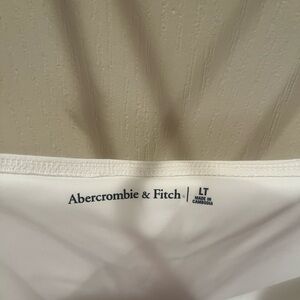 Abercrombie & Fitch
LT
MADE IN
CAMBODIA